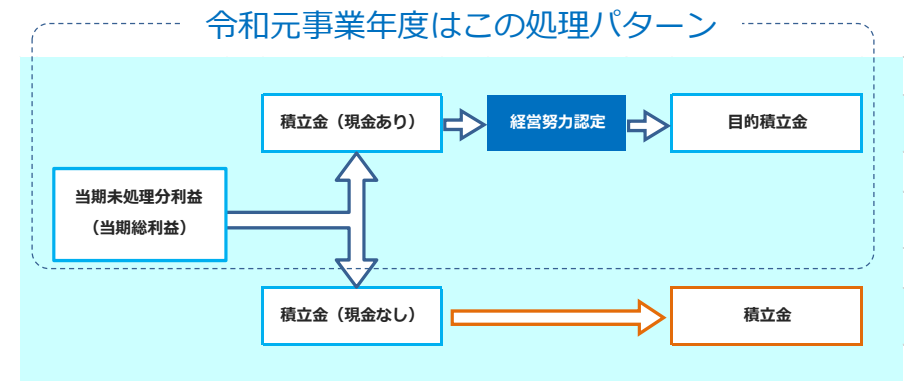 令和元事業年度はこの処理パターン
積立金（現金あり）
経営努力認定
目的積立金
当期未処分利益
（当期総利益）
積立金（現金なし）
積立金